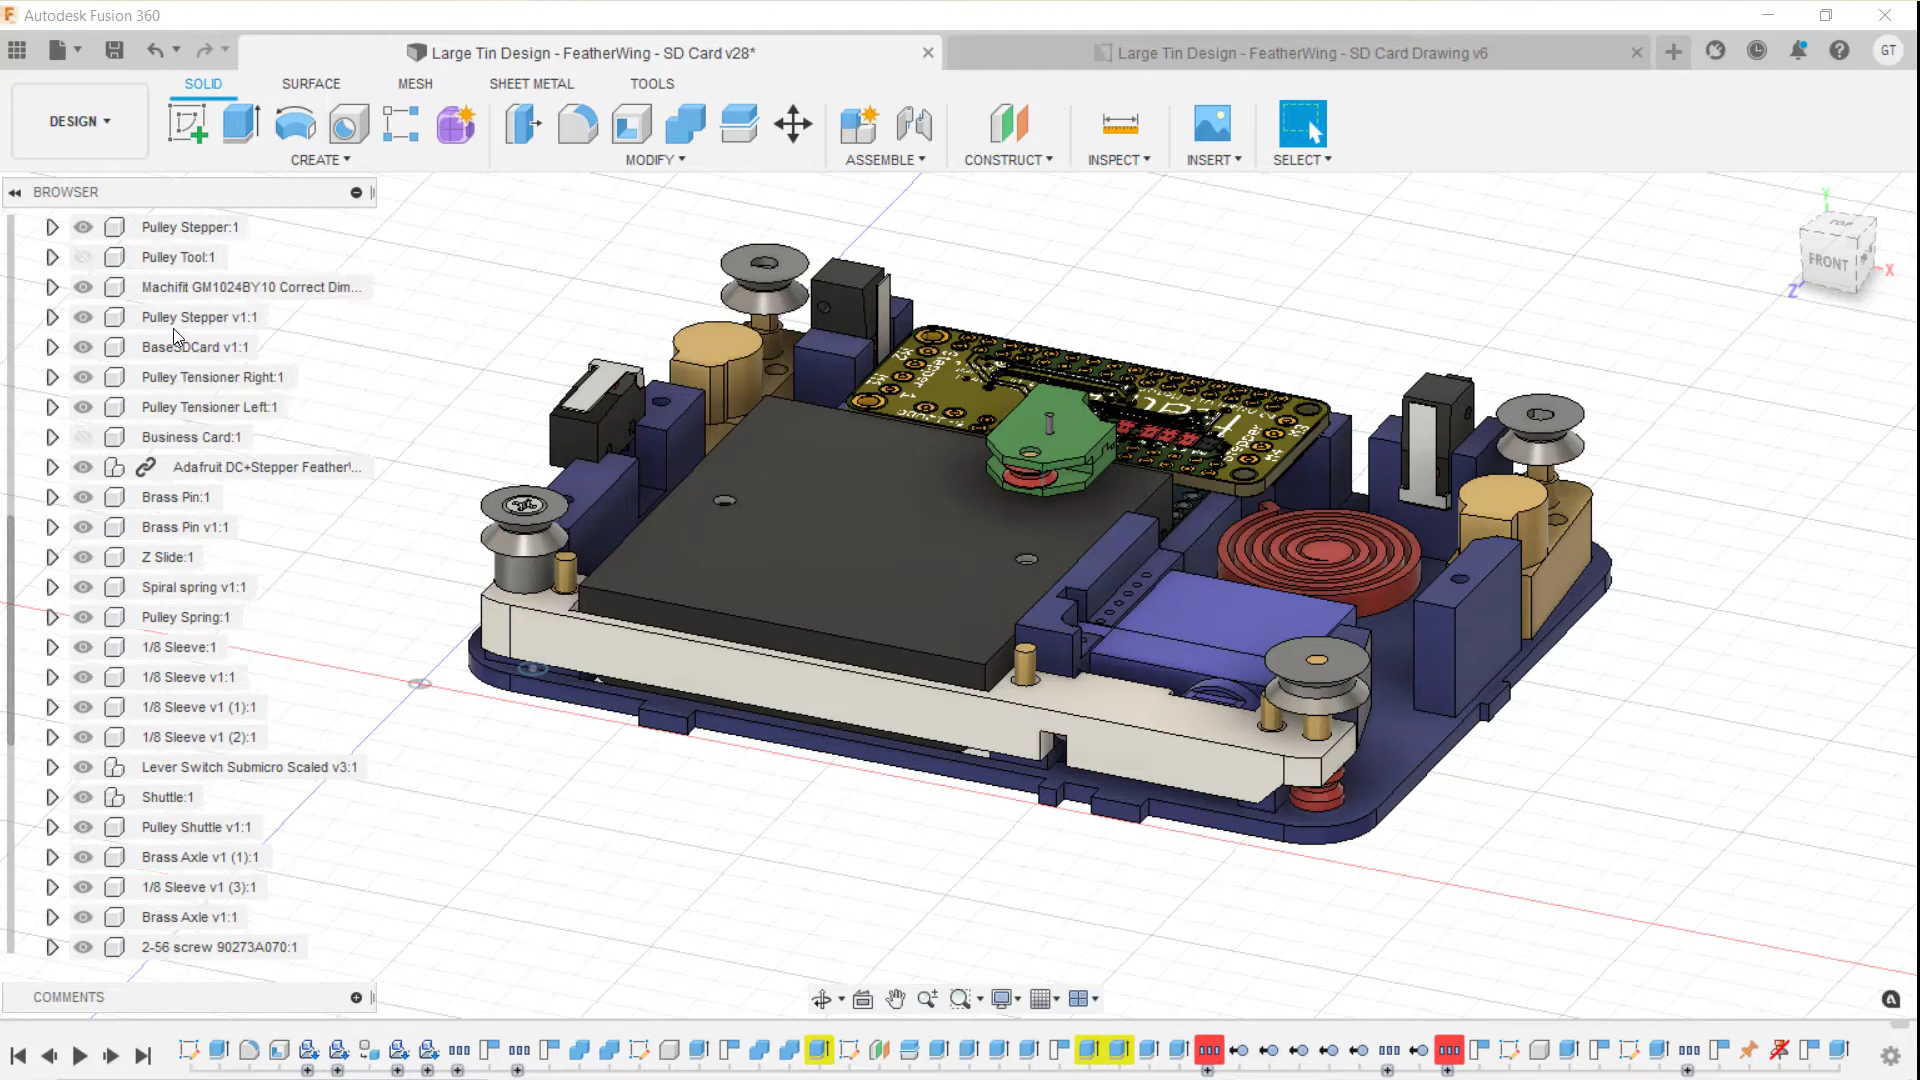 Autodesk Fusion 360
Large Tin Design - FeatherWing - SD Card v28*
Large Tin Design - FeatherWing - SD Card Drawing v6
GT
SOLID
SURFACE
MESH
SHEET METAL
TOOLS
DESIGN
CREATE
MODIFY
ASSEMBLE
CONSTRUCT
INSPECT
INSERT
SELECT
BROWSER
Pulley Stepper:1
Pulley Tool:1
Machifit GM1024BY10 Correct Dim...
Pulley Stepper v1:1
BaseSDCard v1:1
Pulley Tensioner Right:1
Pulley Tensioner Left:1
Business Card:1
Adafruit DC+Stepper Feather\...
Brass Pin:1
Brass Pin v1:1
Z Slide:1
Spiral spring v1:1
Pulley Spring:1
1/8 Sleeve:1
1/8 Sleeve v1:1
1/8 Sleeve v1 (1):1
1/8 Sleeve v1 (2):1
Lever Switch Submicro Scaled v3:1
Shuttle:1
Pulley Shuttle v1:1
Brass Axle v1 (1):1
1/8 Sleeve v1 (3):1
Brass Axle v1:1
2-56 screw 90273A070:1
COMMENTS
Y
TOP
FRONT
X
Z